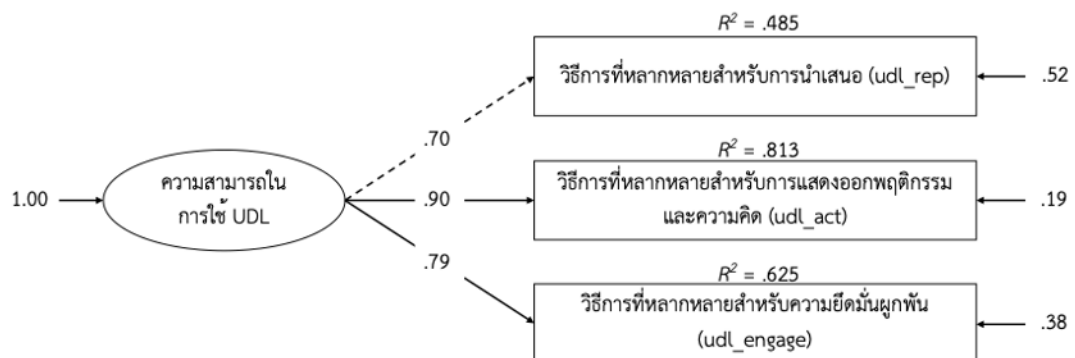 R² = .485
วิธีการที่หลากหลายสำหรับการนำเสนอ (udl_rep)
.52
.70
1.00
ความสามารถใน
การใช้ UDL
.90
R² = .813
วิธีการที่หลากหลายสำหรับการแสดงออกพฤติกรรม
และความคิด (udl_act)
.19
.79
R² = .625
วิธีการที่หลากหลายสำหรับความยึดมั่นผูกพัน
(udl_engage)
.38